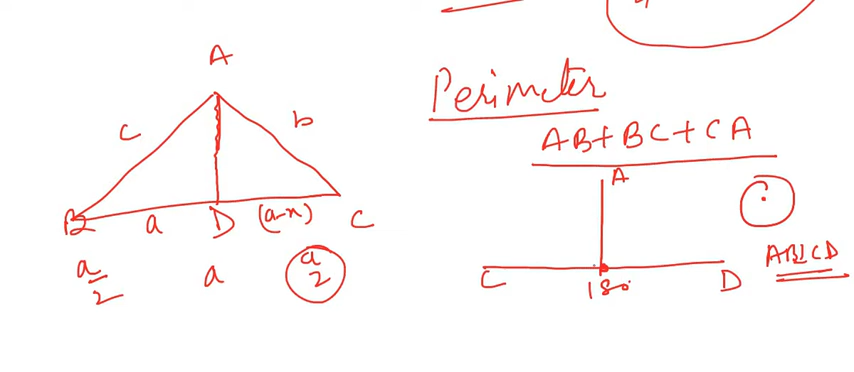 A
c
b
B
a
D
(a-x)
C
a/2
a
a/2
Perimeter
AB+BC+CA
A
C
180
D
AB⊥CD